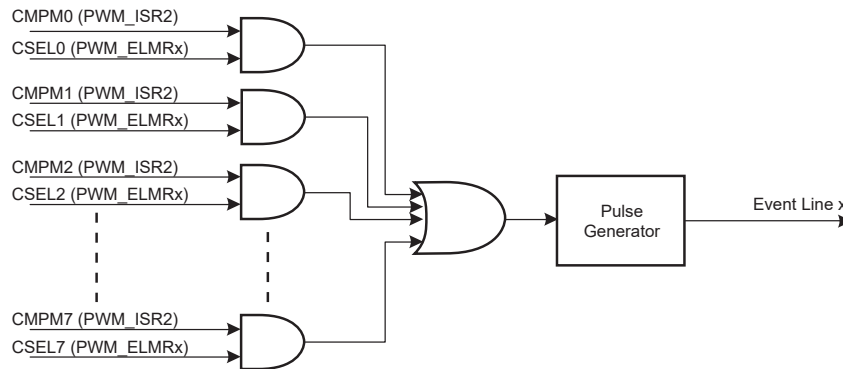 CMPM0 (PWM_ISR2)
CSEL0 (PWM_ELMRx)
CMPM1 (PWM_ISR2)
CSEL1 (PWM_ELMRx)
CMPM2 (PWM_ISR2)
CSEL2 (PWM_ELMRx)
Pulse
Generator
Event Line x
CMPM7 (PWM_ISR2)
CSEL7 (PWM_ELMRx)